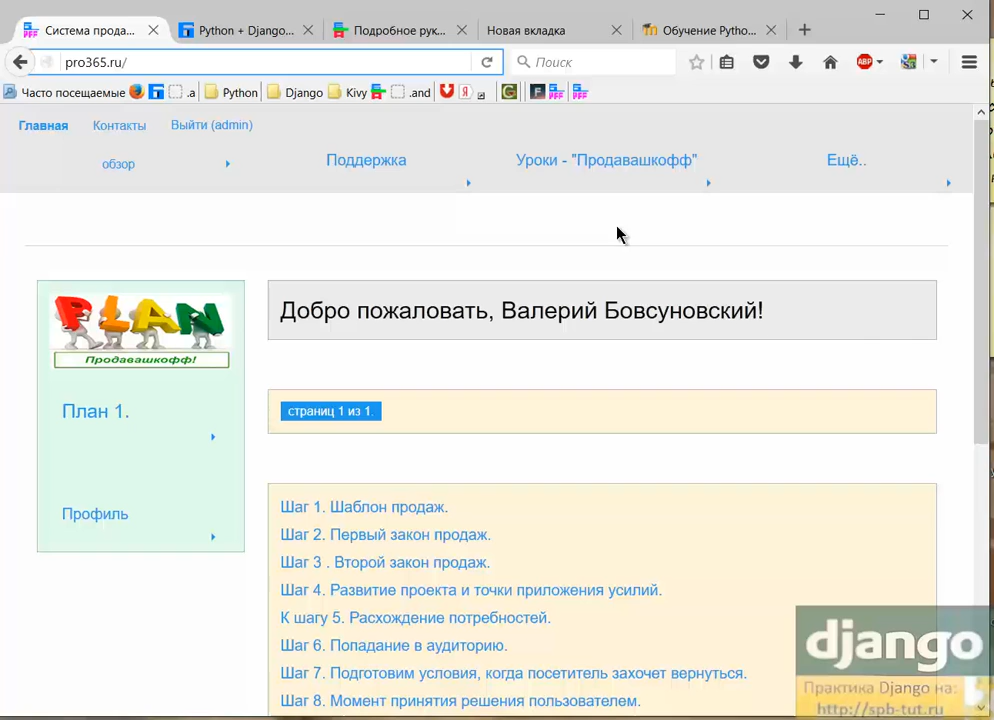 Система прода...
Python + Django...
Подробное рук...
Новая вкладка
Обучение Pytho...
pro365.ru/
Поиск
ABP
Часто посещаемые
.a
Python
Django
Kivy
.and
Главная
Контакты
Выйти (admin)
обзор
Поддержка
Уроки - "Продавашкофф"
Ещё..
PLAN
Продавашкофф!
План 1.
Профиль
Добро пожаловать, Валерий Бовсуновский!
страниц 1 из 1.
Шаг 1. Шаблон продаж.
Шаг 2. Первый закон продаж.
Шаг 3 . Второй закон продаж.
Шаг 4. Развитие проекта и точки приложения усилий.
К шагу 5. Расхождение потребностей.
Шаг 6. Попадание в аудиторию.
Шаг 7. Подготовим условия, когда посетитель захочет вернуться.
Шаг 8. Момент принятия решения пользователем.
django
Практика Django на:
http://spb-tut.ru